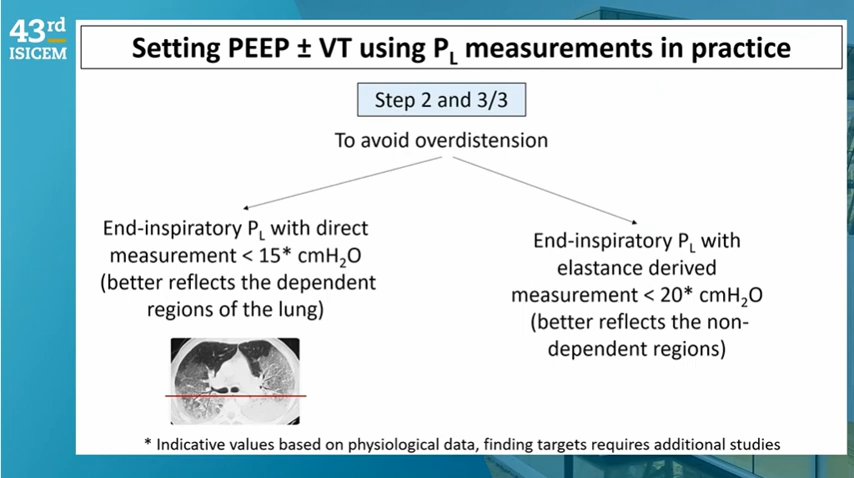 43rd
ISICEM
Setting PEEP ± VT using PL measurements in practice
Step 2 and 3/3
To avoid overdistension
End-inspiratory PL with direct
measurement < 15* cmH2O
(better reflects the dependent
regions of the lung)
End-inspiratory PL with
elastance derived
measurement < 20* cmH2O
(better reflects the non-
dependent regions)
* Indicative values based on physiological data, finding targets requires additional studies